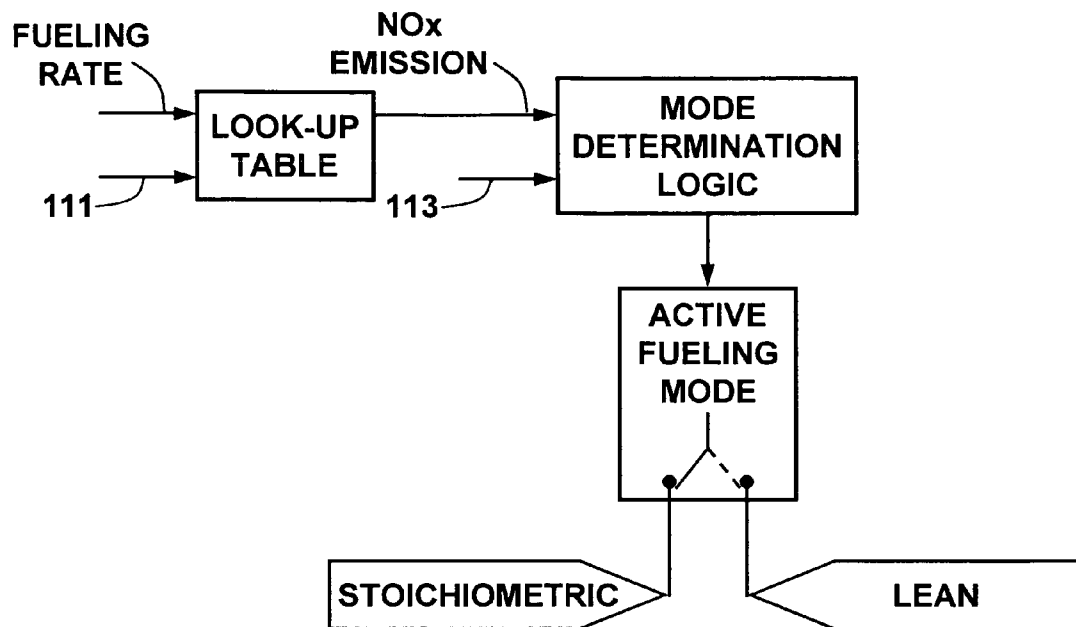 FUELING
RATE
NOx
EMISSION
LOOK-UP
TABLE
MODE
DETERMINATION
LOGIC
111
113
ACTIVE
FUELING
MODE
STOICHIOMETRIC
LEAN